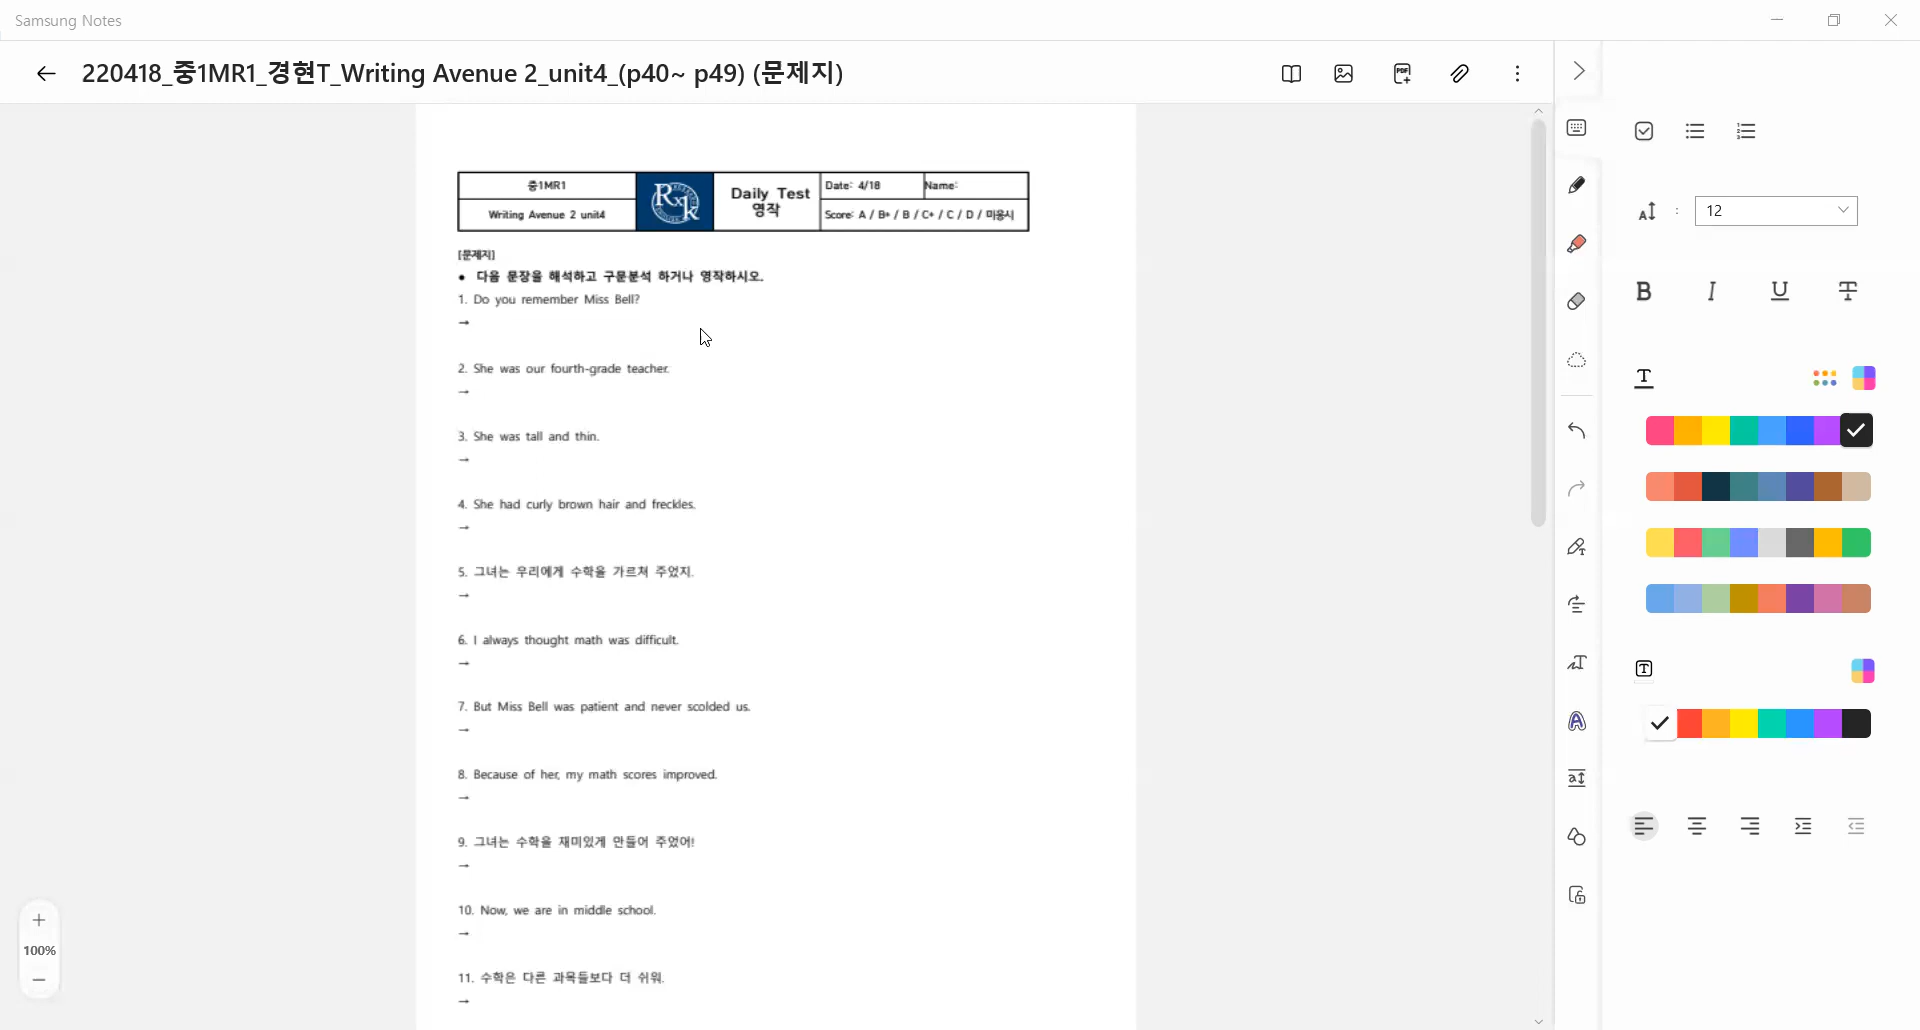 Samsung Notes
220418_중1MR1_경현T_Writing Avenue 2_unit4_(p40~ p49) (문제지)
PDF
중1MR1
Writing Avenue 2 unit4
RxR
Daily Test
영작
Date: 4/18
Name:
Score: A / B+ / B / C+ / C / D / 미응시
[문제지]
● 다음 문장을 해석하고 구문분석 하거나 영작하시오.
1. Do you remember Miss Bell?
→
2. She was our fourth-grade teacher.
→
3. She was tall and thin.
→
4. She had curly brown hair and freckles.
→
5. 그녀는 우리에게 수학을 가르쳐 주었지.
→
6. I always thought math was difficult.
→
7. But Miss Bell was patient and never scolded us.
→
8. Because of her, my math scores improved.
→
9. 그녀는 수학을 재미있게 만들어 주었어!
→
10. Now, we are in middle school.
→
11. 수학은 다른 과목들보다 더 쉬워.
→
100%
A : 12
B I U T
T
T